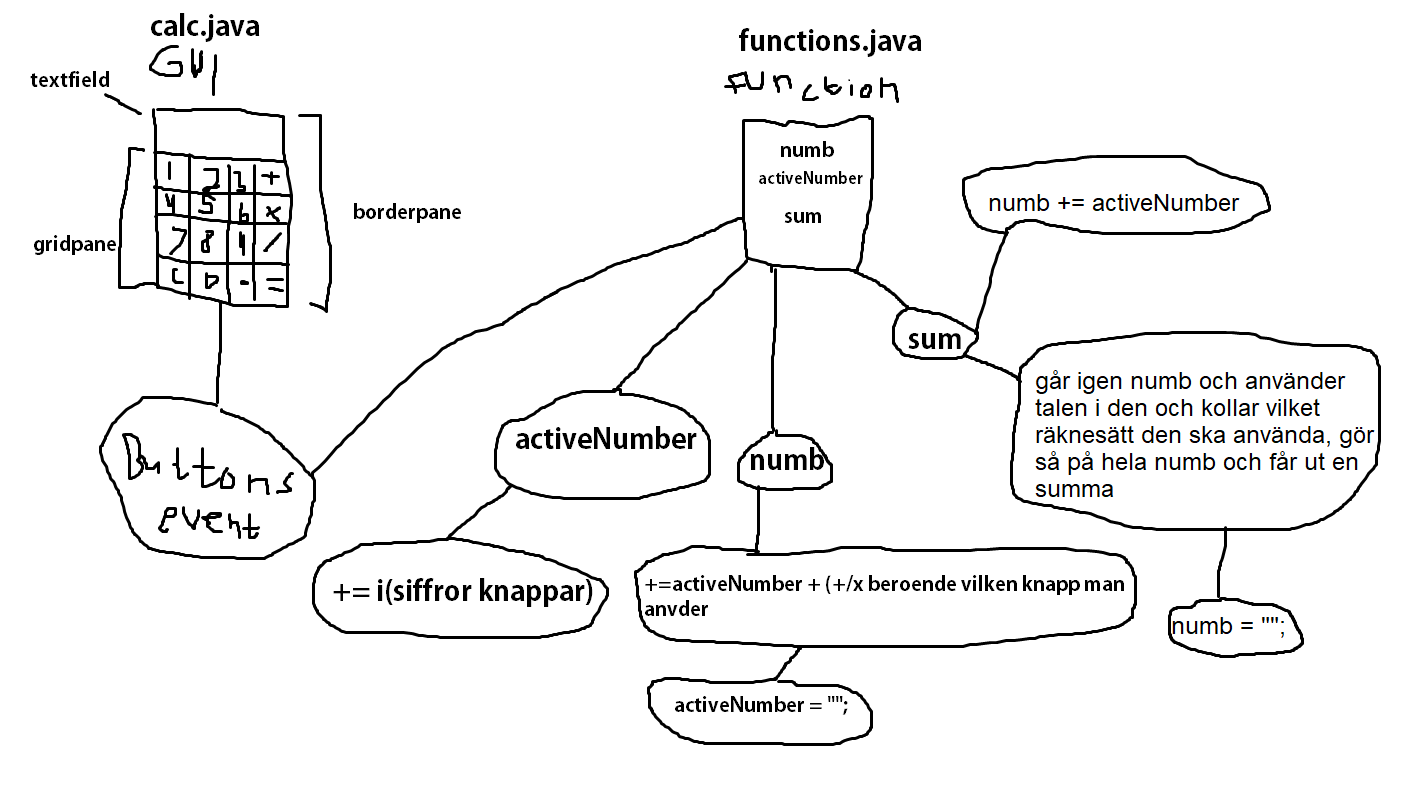 calc.java
GUI
textfield
1 2 3 +
4 5 6 x
7 8 9 /
C 0 - =
gridpane
borderpane
Buttons
event
functions.java
Function
numb
activeNumber
sum
activeNumber
+= i(siffror knappar)
numb
+=activeNumber + (+/x beroende vilken knapp man
anvder
activeNumber = "";
sum
numb += activeNumber
går igen numb och använder
talen i den och kollar vilket
räknesätt den ska använda, gör
så på hela numb och får ut en
summa
numb = "";